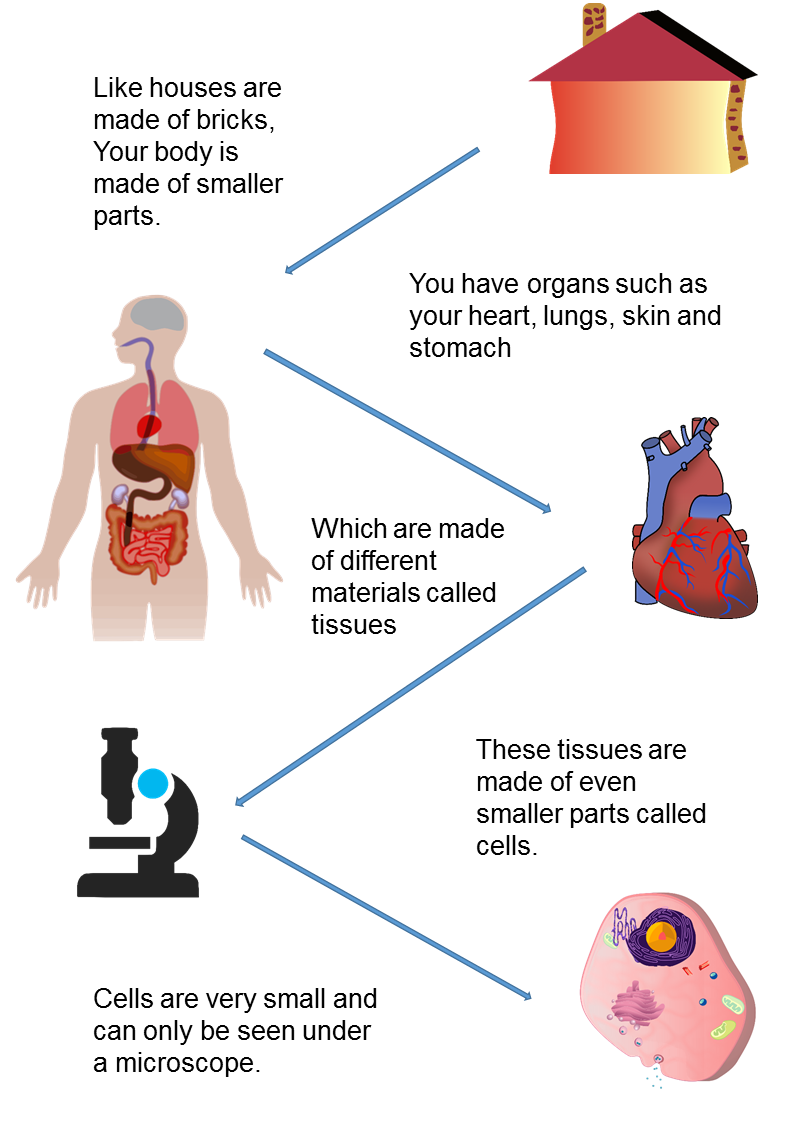 Like houses are
made of bricks,
Your body is
made of smaller
parts.
You have organs such as
your heart, lungs, skin and
stomach
Which are made
of different
materials called
tissues
These tissues are
made of even
smaller parts called
cells.
Cells are very small and
can only be seen under
a microscope.